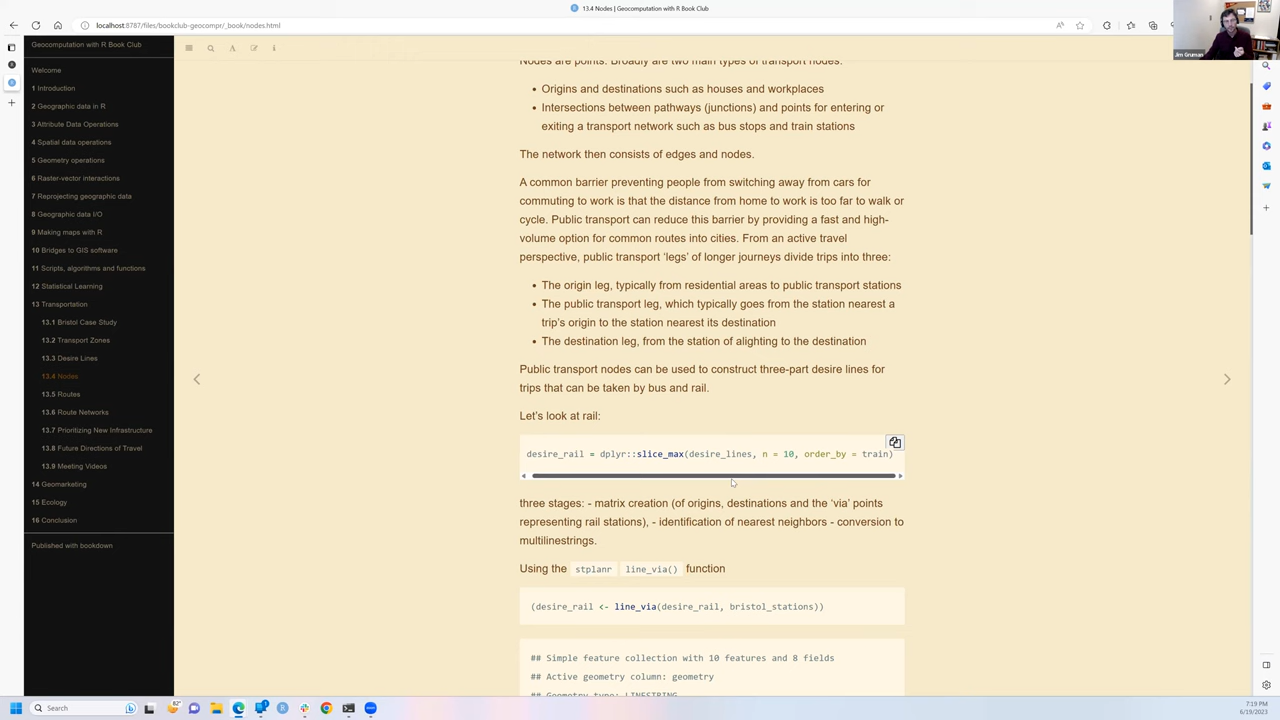 13.4 Nodes | Geocomputation with R Book Club
localhost:8787/files/bookclub-geocompr/_book/nodes.html
Jim Gruman
Geocomputation with R Book Club
Welcome
1 Introduction
2 Geographic data in R
3 Attribute Data Operations
4 Spatial data operations
5 Geometry operations
6 Raster-vector interactions
7 Reprojecting geographic data
8 Geographic data I/O
9 Making maps with R
10 Bridges to GIS software
11 Scripts, algorithms and functions
12 Statistical Learning
13 Transportation
13.1 Bristol Case Study
13.2 Transport Zones
13.3 Desire Lines
13.4 Nodes
13.5 Routes
13.6 Route Networks
13.7 Prioritizing New Infrastructure
13.8 Future Directions of Travel
13.9 Meeting Videos
14 Geomarketing
15 Ecology
16 Conclusion
Published with bookdown
Nodes are points. Broadly are two main types of transport nodes:
• Origins and destinations such as houses and workplaces
• Intersections between pathways (junctions) and points for entering or
exiting a transport network such as bus stops and train stations
The network then consists of edges and nodes.
A common barrier preventing people from switching away from cars for
commuting to work is that the distance from home to work is too far to walk or
cycle. Public transport can reduce this barrier by providing a fast and high-
volume option for common routes into cities. From an active travel
perspective, public transport ‘legs’ of longer journeys divide trips into three:
• The origin leg, typically from residential areas to public transport stations
• The public transport leg, which typically goes from the station nearest a
trip’s origin to the station nearest its destination
• The destination leg, from the station of alighting to the destination
Public transport nodes can be used to construct three-part desire lines for
trips that can be taken by bus and rail.
Let’s look at rail:
desire_rail = dplyr::slice_max(desire_lines, n = 10, order_by = train)
three stages: - matrix creation (of origins, destinations and the ‘via’ points
representing rail stations), - identification of nearest neighbors - conversion to
multilinestrings.
Using the stplanr line_via() function
(desire_rail <- line_via(desire_rail, bristol_stations))
## Simple feature collection with 10 features and 8 fields
## Active geometry column: geometry
## Geometry type: LINESTRING
Search
82°
7:19 PM
6/19/2023